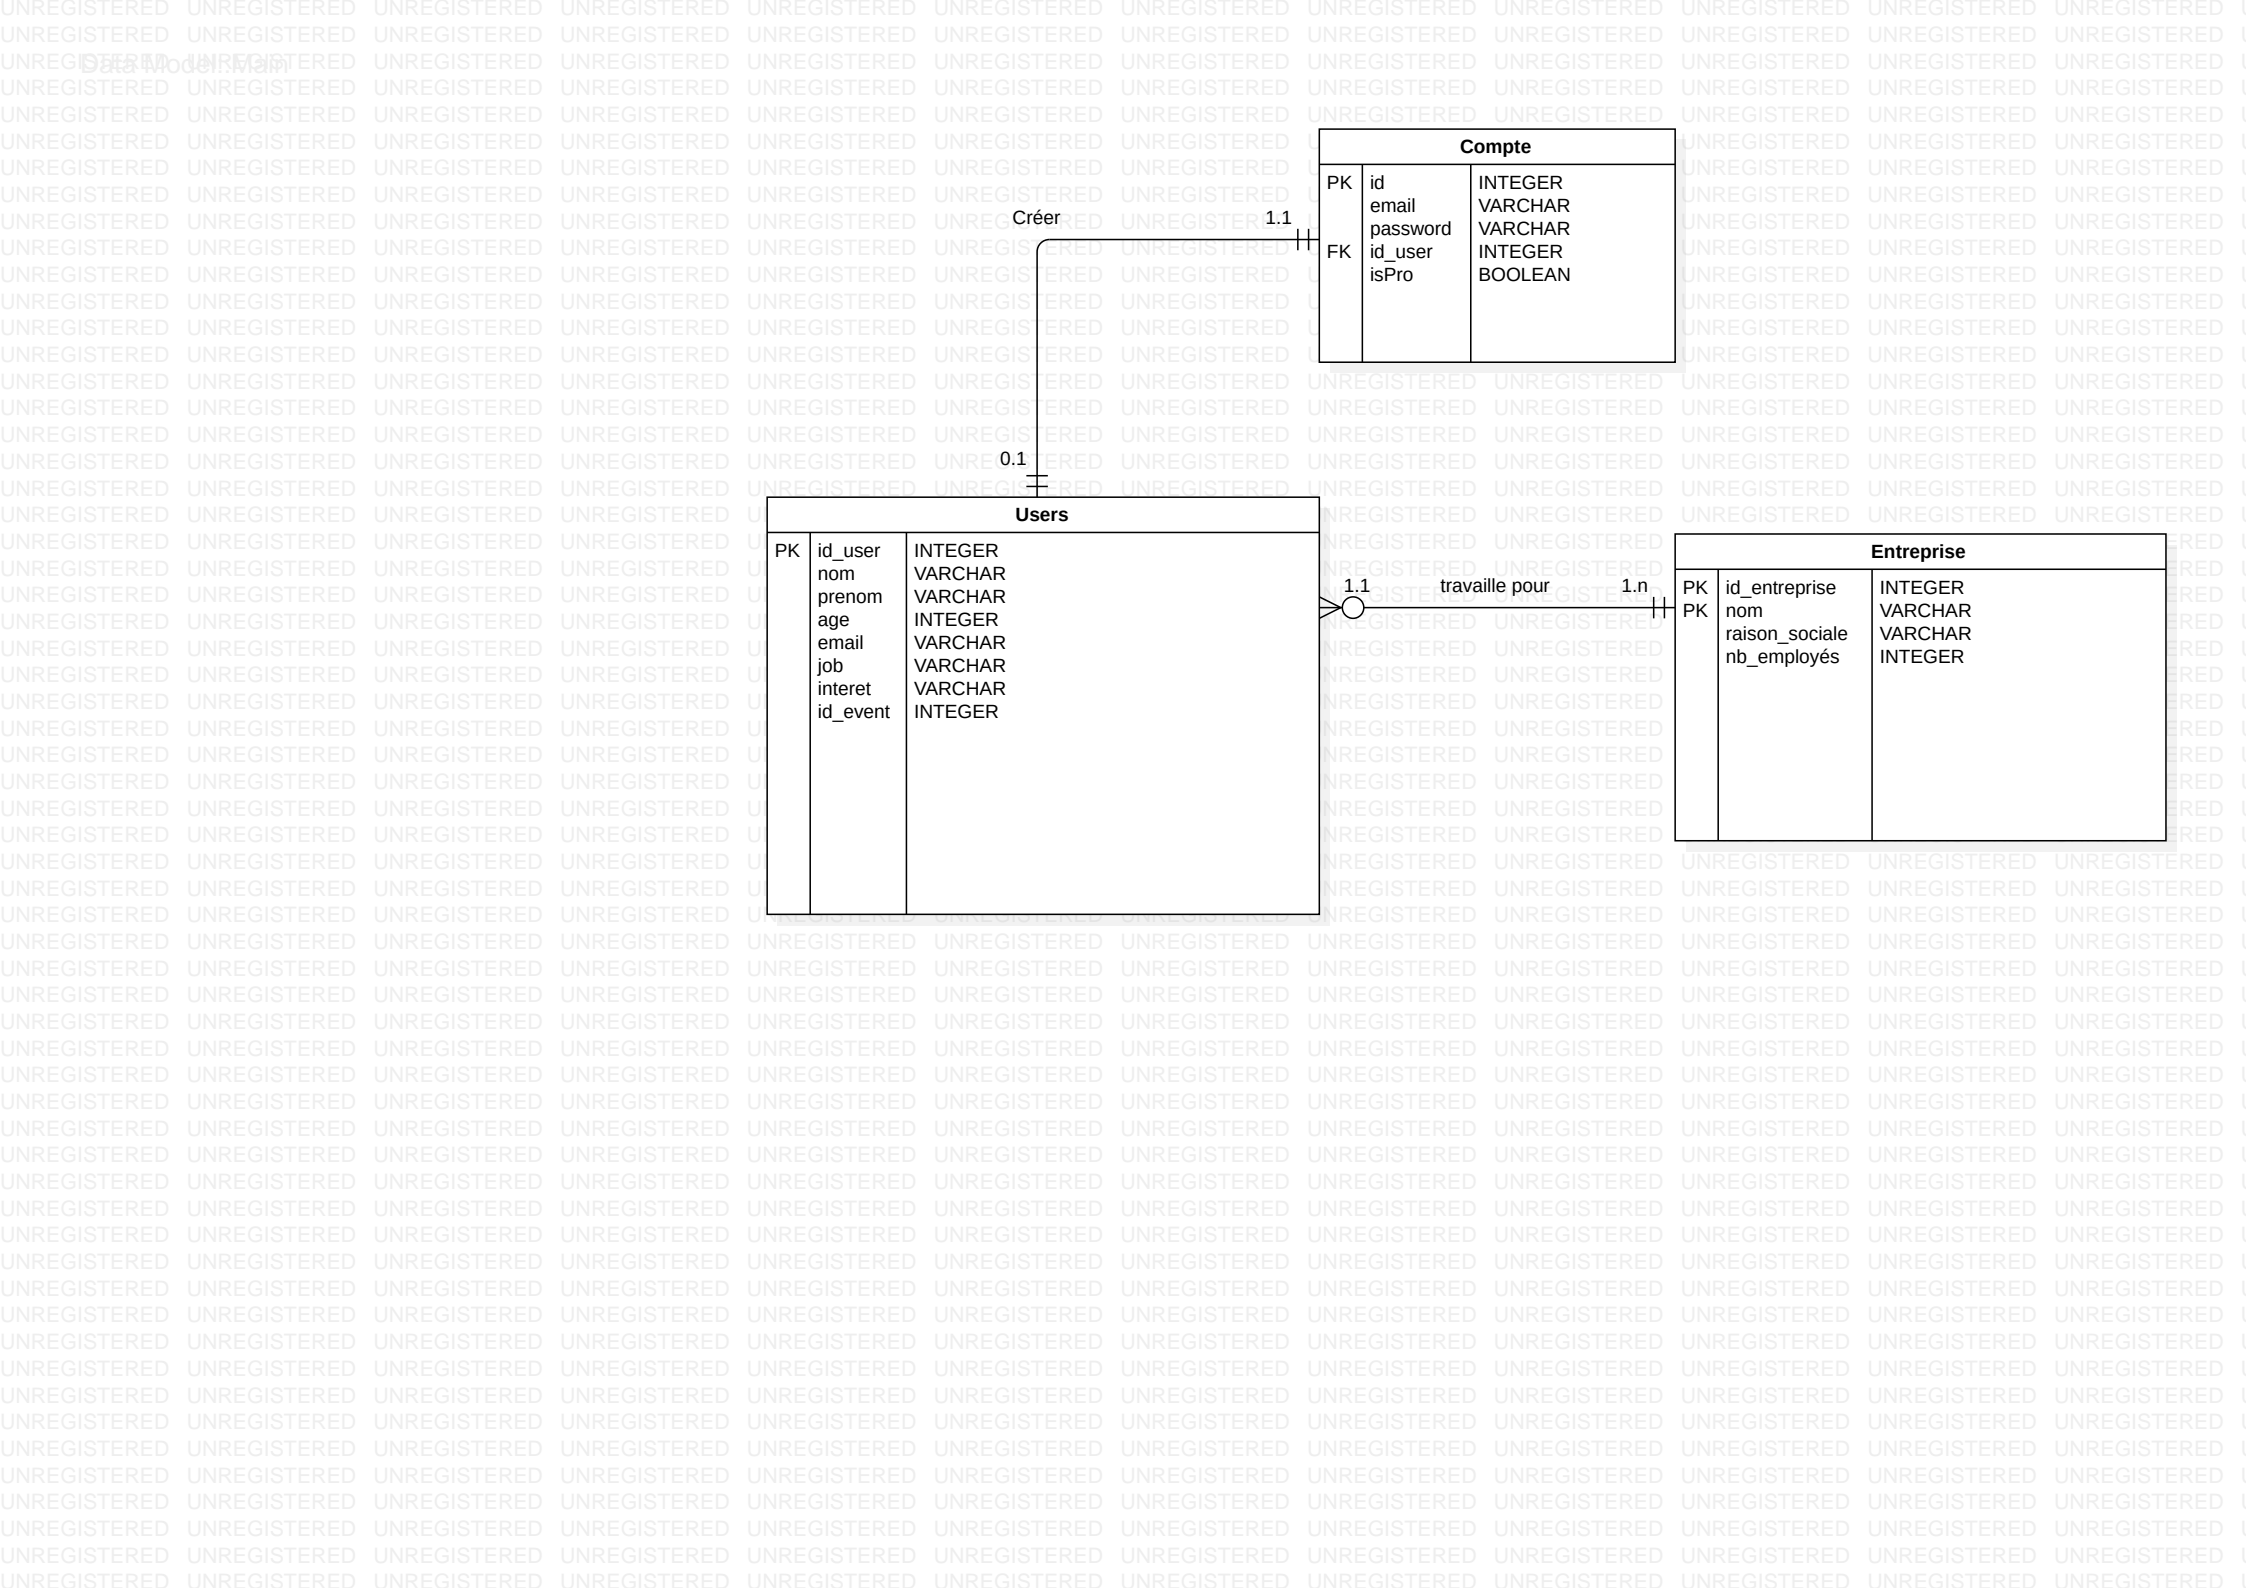 Data Model::Main
Compte
PK id INTEGER
email VARCHAR
password VARCHAR
FK id_user INTEGER
isPro BOOLEAN
Créer
1.1
0.1
Users
PK id_user INTEGER
nom VARCHAR
prenom VARCHAR
age INTEGER
email VARCHAR
job VARCHAR
interet VARCHAR
id_event INTEGER
1.1
travaille pour
1.n
Entreprise
PK id_entreprise INTEGER
PK nom VARCHAR
raison_sociale VARCHAR
nb_employés INTEGER
UNREGISTERED